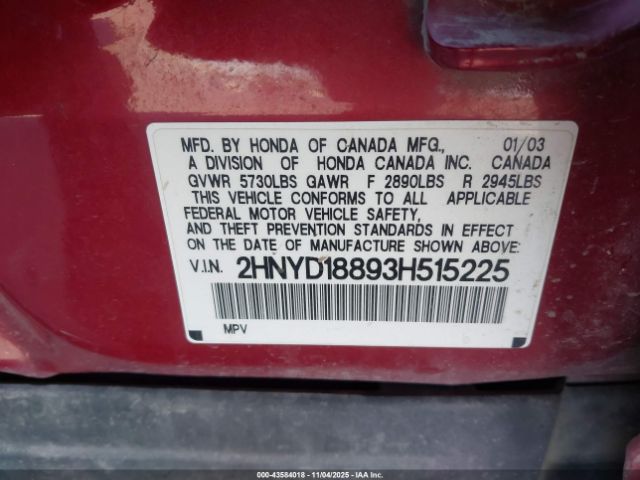 MFD. BY HONDA OF CANADA MFG., 01/03
A DIVISION OF HONDA CANADA INC. CANADA
GVWR 5730LBS GAWR F 2890LBS R 2945LBS
THIS VEHICLE CONFORMS TO ALL APPLICABLE
FEDERAL MOTOR VEHICLE SAFETY,
AND THEFT PREVENTION STANDARDS IN EFFECT
ON THE DATE OF MANUFACTURE SHOWN ABOVE:
V.I.N. 2HNYD18893H515225
MPV
000-43584018 - 11/04/2025 - IAA Inc.